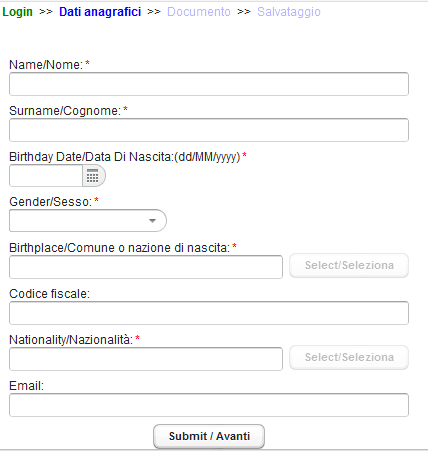 Login >> Dati anagrafici >> Documento >> Salvataggio
Name/Nome: *
Surname/Cognome: *
Birthday Date/Data Di Nascita:(dd/MM/yyyy) *
Gender/Sesso: *
Birthplace/Comune o nazione di nascita: *
Select/Seleziona
Codice fiscale:
Nationality/Nazionalità: *
Select/Seleziona
Email:
Submit / Avanti